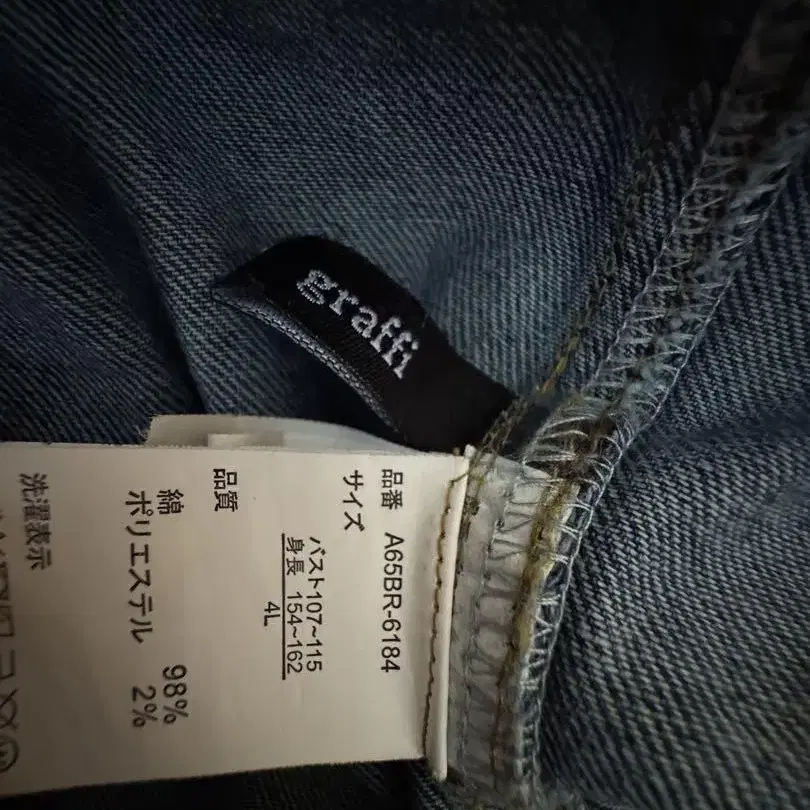 graffi
品番 A65BR-6184
サイズ
バスト107~115
身長 154~162
4L
品質
綿 98%
ポリエステル 2%
洗濯表示